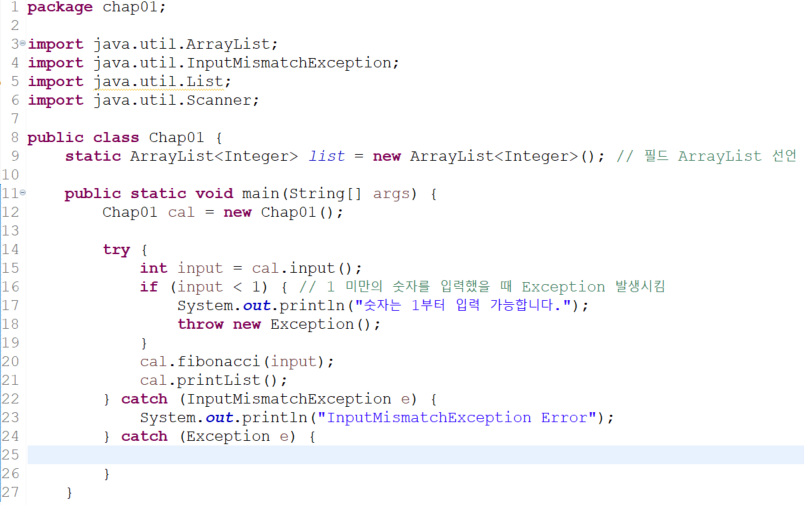 1 package chap01;
2
3 import java.util.ArrayList;
4 import java.util.InputMismatchException;
5 import java.util.List;
6 import java.util.Scanner;
7
8 public class Chap01 {
9     static ArrayList<Integer> list = new ArrayList<Integer>(); // 필드 ArrayList 선언
10
11     public static void main(String[] args) {
12         Chap01 cal = new Chap01();
13
14         try {
15             int input = cal.input();
16             if (input < 1) { // 1 미만의 숫자를 입력했을 때 Exception 발생시킴
17                 System.out.println("숫자는 1부터 입력 가능합니다.");
18                 throw new Exception();
19             }
20             cal.fibonacci(input);
21             cal.printList();
22         } catch (InputMismatchException e) {
23             System.out.println("InputMismatchException Error");
24         } catch (Exception e) {
25
26         }
27     }